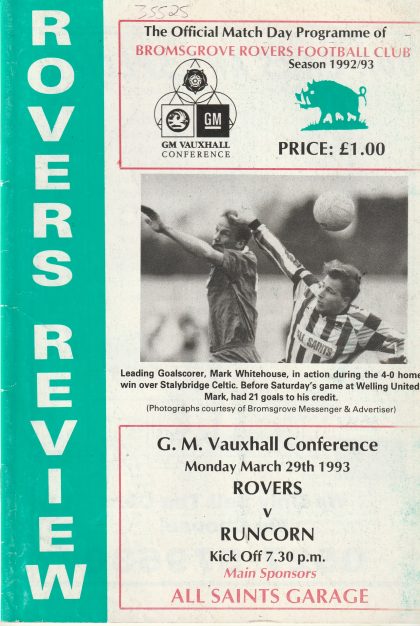 35525
ROVERS REVIEW
The Official Match Day Programme of
BROMSGROVE ROVERS FOOTBALL CLUB
Season 1992/93
GM
GM VAUXHALL
CONFERENCE
PRICE: £1.00
ALL SAINTS
Leading Goalscorer, Mark Whitehouse, in action during the 4-0 home
win over Stalybridge Celtic. Before Saturday's game at Welling United
Mark, had 21 goals to his credit.
(Photographs courtesy of Bromsgrove Messenger & Advertiser)
G. M. Vauxhall Conference
Monday March 29th 1993
ROVERS
v
RUNCORN
Kick Off 7.30 p.m.
Main Sponsors
ALL SAINTS GARAGE